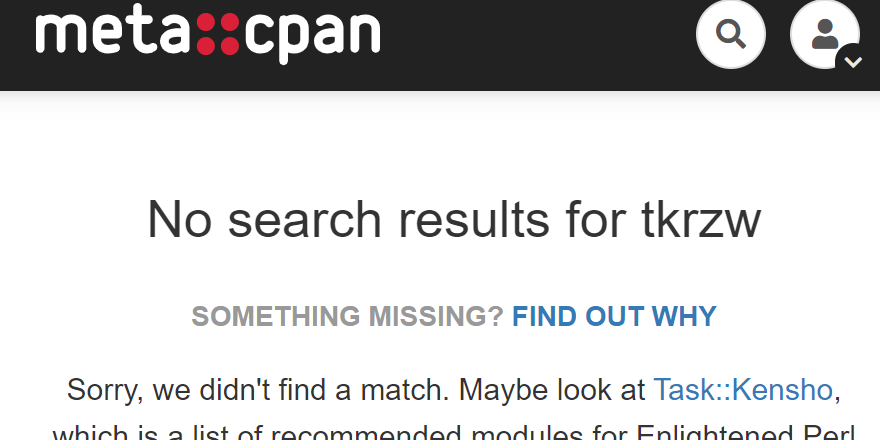 meta::cpan
No search results for tkrzw
SOMETHING MISSING? FIND OUT WHY
Sorry, we didn't find a match. Maybe look at Task::Kensho,
which is a list of recommended modules for Enlightened Perl